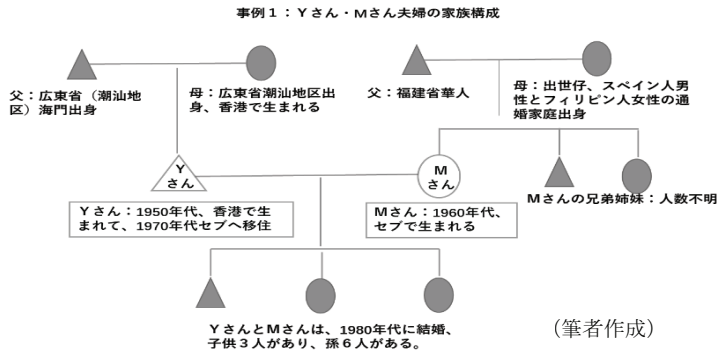 事例１：Ｙさん・Ｍさん夫婦の家族構成
父：広東省（潮汕地
区）海門出身
母：広東省潮汕地区出
身、香港で生まれる
父：福建省華人
母：出世仔、スペイン人男
性とフィリピン人女性の通
婚家庭出身
Ｙ
さん
Ｍ
さん
Ｙさん：1950年代、香港で生
まれて、1970年代セブへ移住
Ｍさん：1960年代、
セブで生まれる
Ｍさんの兄弟姉妹：人数不明
ＹさんとＭさんは、1980年代に結婚、
子供３人があり、孫６人がある。
（筆者作成）